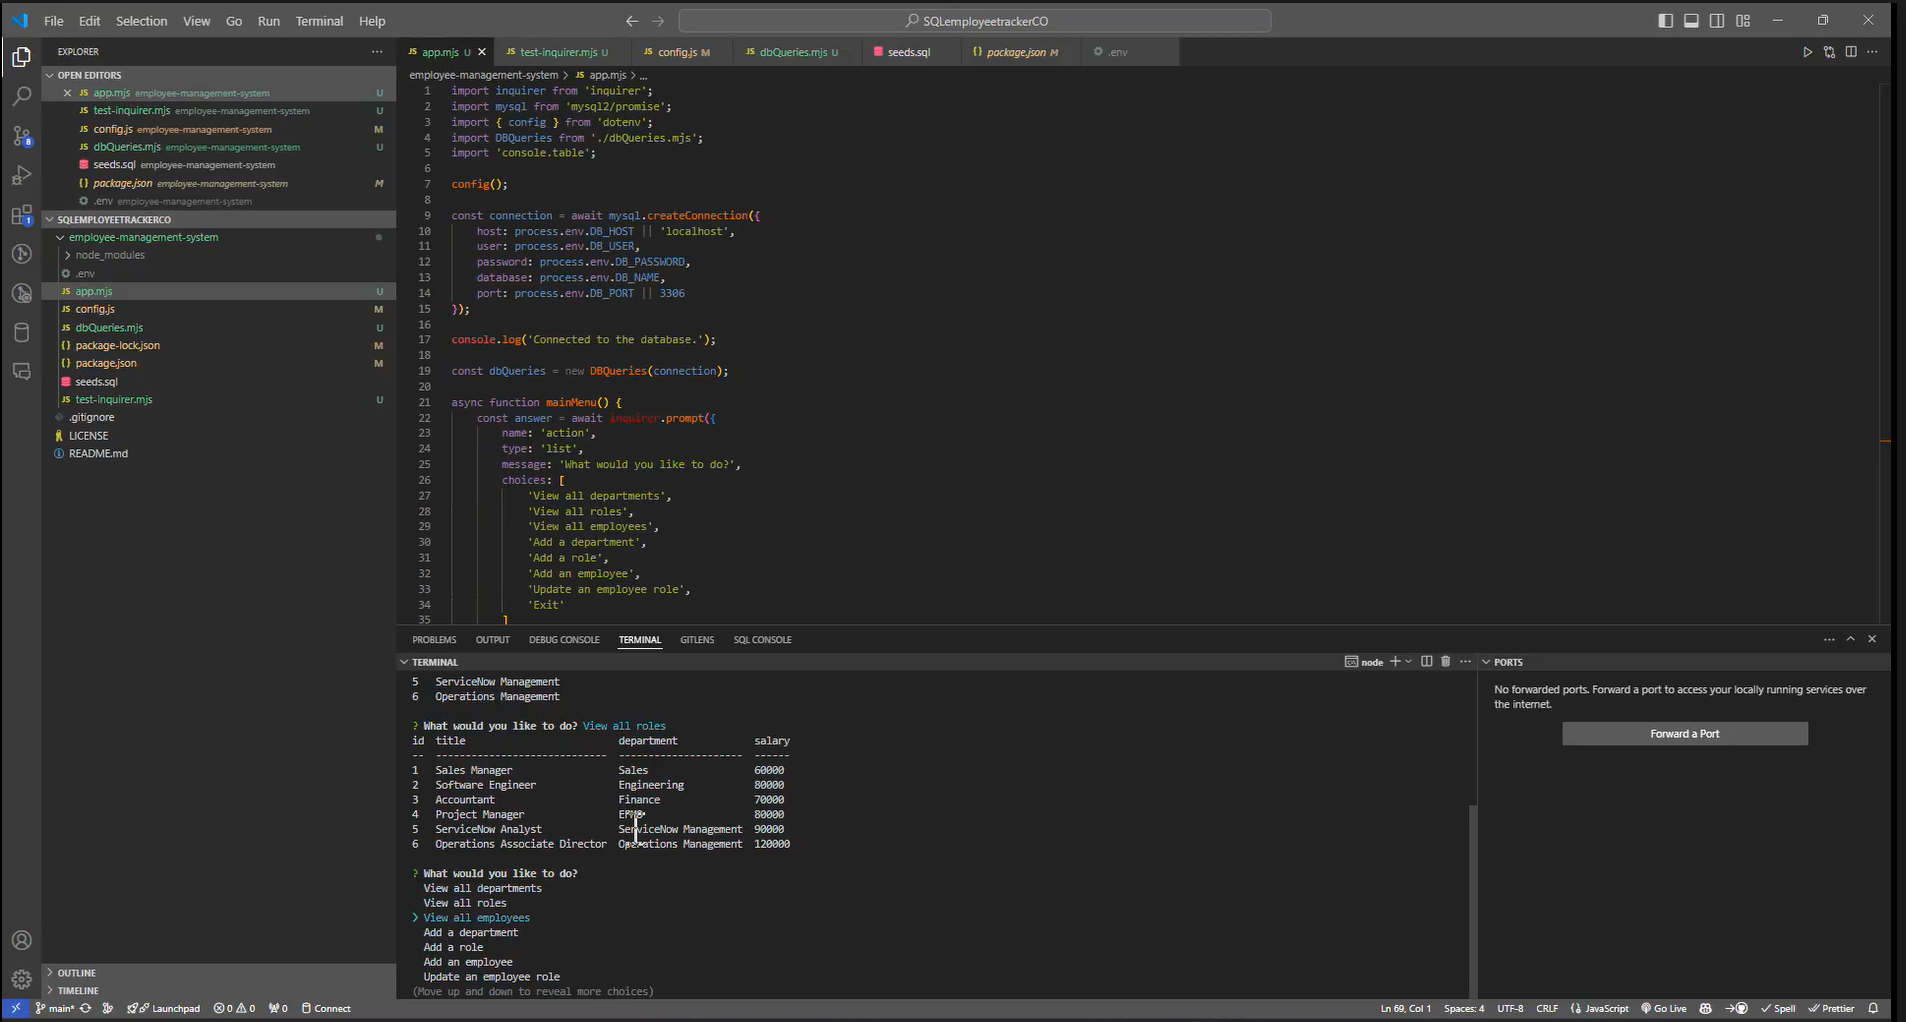 File Edit Selection View Go Run Terminal Help
SQLemployeetrackerCO
EXPLORER
OPEN EDITORS
app.mjs employee-management-system U
test-inquirer.mjs employee-management-system U
config.js employee-management-system M
dbQueries.mjs employee-management-system U
seeds.sql employee-management-system
package.json employee-management-system M
.env employee-management-system
SQLEMPLOYEETRACKERCO
employee-management-system
node_modules
.env
app.mjs U
config.js M
dbQueries.mjs U
package-lock.json M
package.json M
seeds.sql
test-inquirer.mjs U
.gitignore
LICENSE
README.md
OUTLINE
TIMELINE
app.mjs U test-inquirer.mjs U config.js M dbQueries.mjs U seeds.sql package.json M .env
employee-management-system > app.mjs > ...
1 import inquirer from 'inquirer';
2 import mysql from 'mysql2/promise';
3 import { config } from 'dotenv';
4 import DBQueries from './dbQueries.mjs';
5 import 'console.table';
6
7 config();
8
9 const connection = await mysql.createConnection({
10 host: process.env.DB_HOST || 'localhost',
11 user: process.env.DB_USER,
12 password: process.env.DB_PASSWORD,
13 database: process.env.DB_NAME,
14 port: process.env.DB_PORT || 3306
15 });
16
17 console.log('Connected to the database.');
18
19 const dbQueries = new DBQueries(connection);
20
21 async function mainMenu() {
22 const answer = await inquirer.prompt({
23 name: 'action',
24 type: 'list',
25 message: 'What would you like to do?',
26 choices: [
27 'View all departments',
28 'View all roles',
29 'View all employees',
30 'Add a department',
31 'Add a role',
32 'Add an employee',
33 'Update an employee role',
34 'Exit'
35 ]
PROBLEMS OUTPUT DEBUG CONSOLE TERMINAL GITLENS SQL CONSOLE
TERMINAL
node
5 ServiceNow Management
6 Operations Management
? What would you like to do? View all roles
id title department salary
-- ---------------------------- --------------------- ------
1 Sales Manager Sales 60000
2 Software Engineer Engineering 80000
3 Accountant Finance 70000
4 Project Manager 80000
5 ServiceNow Analyst ServiceNow Management 90000
6 Operations Associate Director Operations Management 120000
? What would you like to do?
View all departments
View all roles
> View all employees
Add a department
Add a role
Add an employee
Update an employee role
(Move up and down to reveal more choices)
PORTS
No forwarded ports. Forward a port to access your locally running services over
the internet.
Forward a Port
main* Launchpad 0 0 0 Connect
Ln 69, Col 1 Spaces: 4 UTF-8 CRLF {} JavaScript Go Live Spell Prettier
8
1